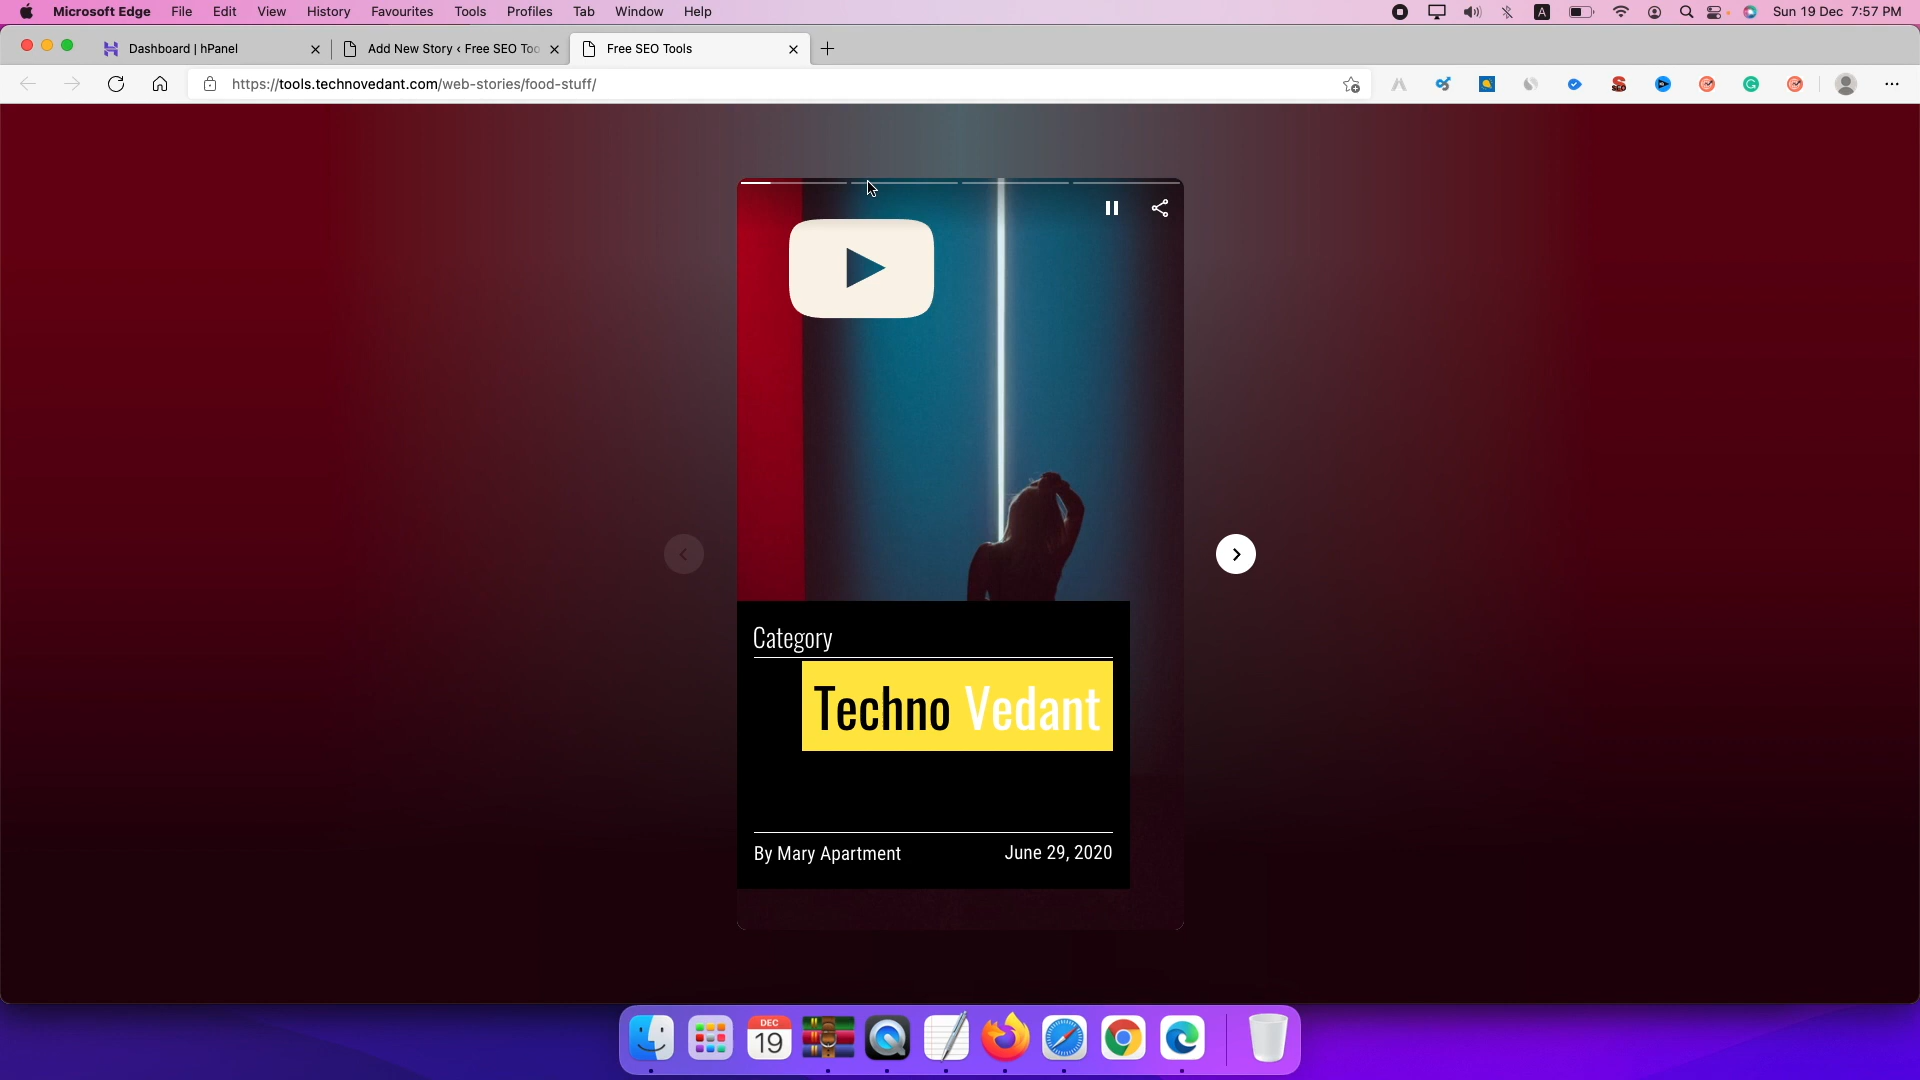 Microsoft Edge File Edit View History Favourites Tools Profiles Tab Window Help A Sun 19 Dec 7:57 PM
Dashboard | hPanel
Add New Story ‹ Free SEO Too
Free SEO Tools
https://tools.technovedant.com/web-stories/food-stuff/
SEO
Category
Techno Vedant
By Mary Apartment
June 29, 2020
DEC
19